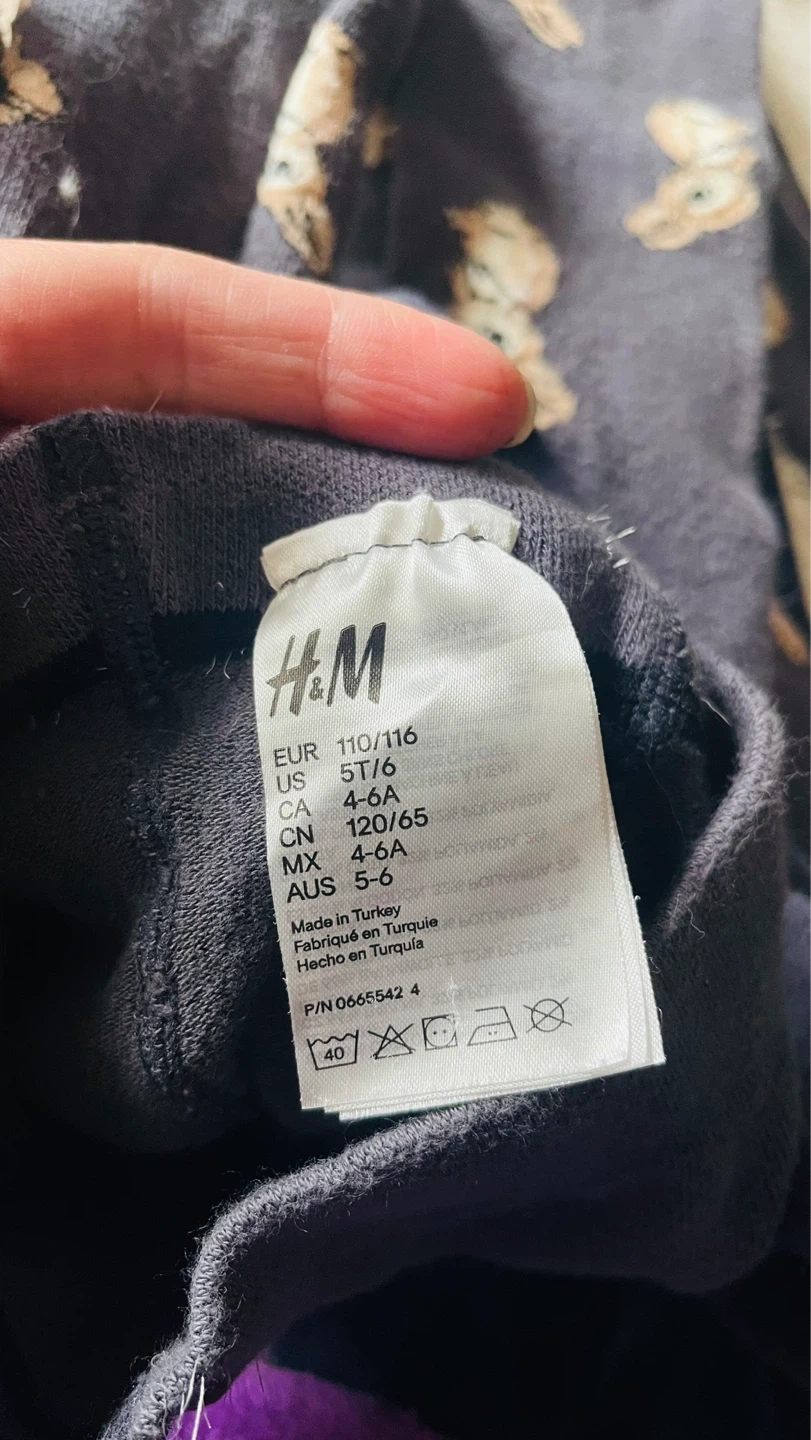 H&M
EUR 110/116
US 5T/6
CA 4-6A
CN 120/65
MX 4-6A
AUS 5-6
Made in Turkey
Fabriqué en Turquie
Hecho en Turquía
P/N 0665542 4
40